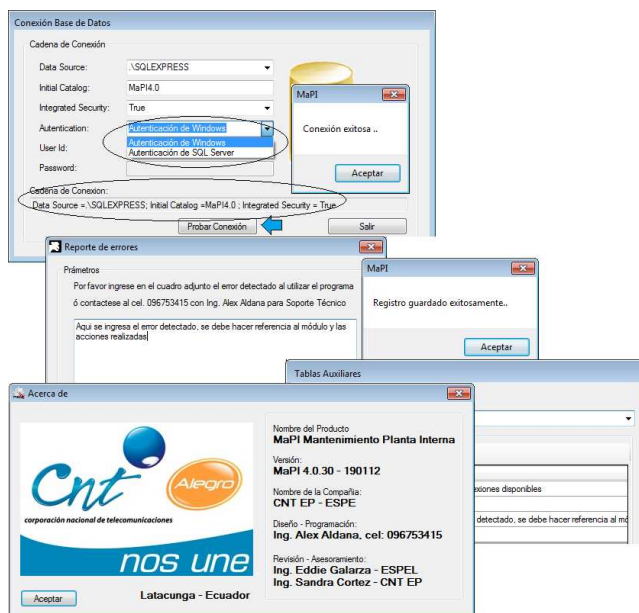 Conexión Base de Datos
Cadena de Conexión
Data Source: .\SQLEXPRESS
Initial Catalog: MaPI4.0
Integrated Security: True
Autentication: Autenticación de Windows
Autenticación de Windows
User Id: Autenticación de SQL Server
Password:
Cadena de Conexion:
Data Source =.\SQLEXPRESS; Initial Catalog =MaPI4.0 ; Integrated Security = True
Probar Conexión Salir
MaPI
Conexión exitosa ..
Aceptar
Reporte de errores
Prámetros
Por favor ingrese en el cuadro adjunto el error detectado al utilizar el programa
ó contactese al cel. 096753415 con Ing. Alex Aldana para Soporte Técnico
Aqui se ingresa el error detectado, se debe hacer referencia al módulo y las
acciones realizadas
MaPI
Registro guardado exitosamente..
Aceptar
Tablas Auxiliares
exiones disponibles
detectado, se debe hacer referencia al mó
Acerca de
Cnt Alegro
corporación nacional de telecomunicaciones
nos une
Aceptar
Latacunga - Ecuador
Nombre del Producto
MaPI Mantenimiento Planta Interna
Versión:
MaPI 4.0.30 - 190112
Nombre de la Compañia:
CNT EP - ESPE
Diseño - Programación:
Ing. Alex Aldana, cel: 096753415
Revisión - Asesoramiento:
Ing. Eddie Galarza - ESPEL
Ing. Sandra Cortez - CNT EP